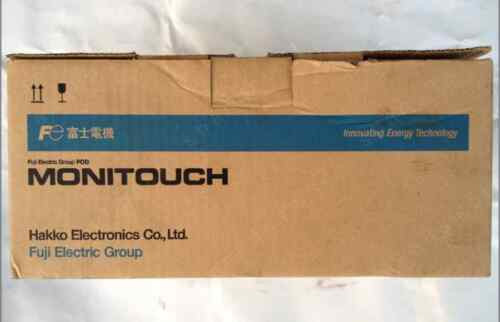 Fe 富士電機
Innovating Energy Technology
Fuji Electric Group POD
MONITOUCH
Hakko Electronics Co., Ltd.
Fuji Electric Group